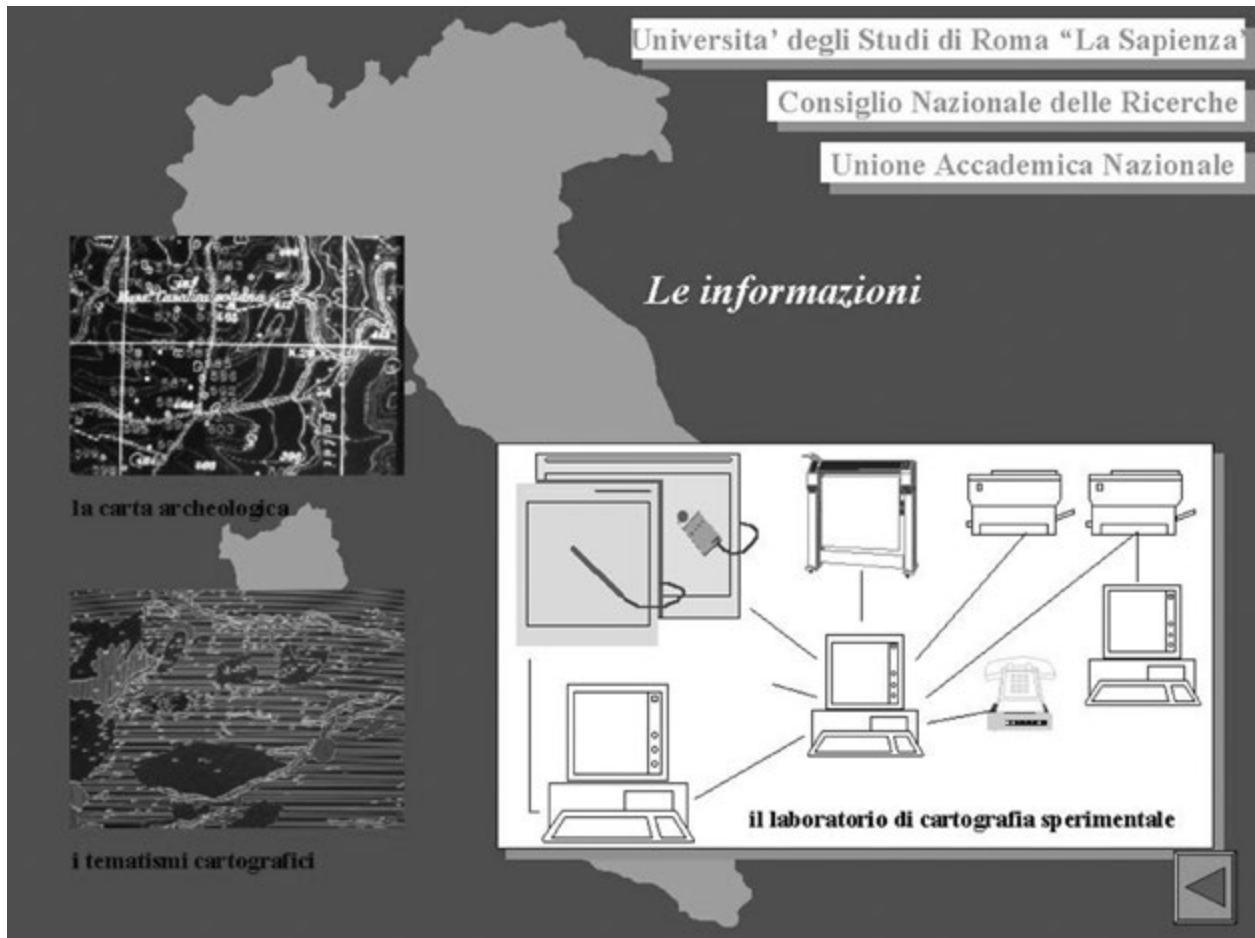 Universita’ degli Studi di Roma “La Sapienza”
Consiglio Nazionale delle Ricerche
Unione Accademica Nazionale
Le informazioni
la carta archeologica
i tematismi cartografici
il laboratorio di cartografia sperimentale